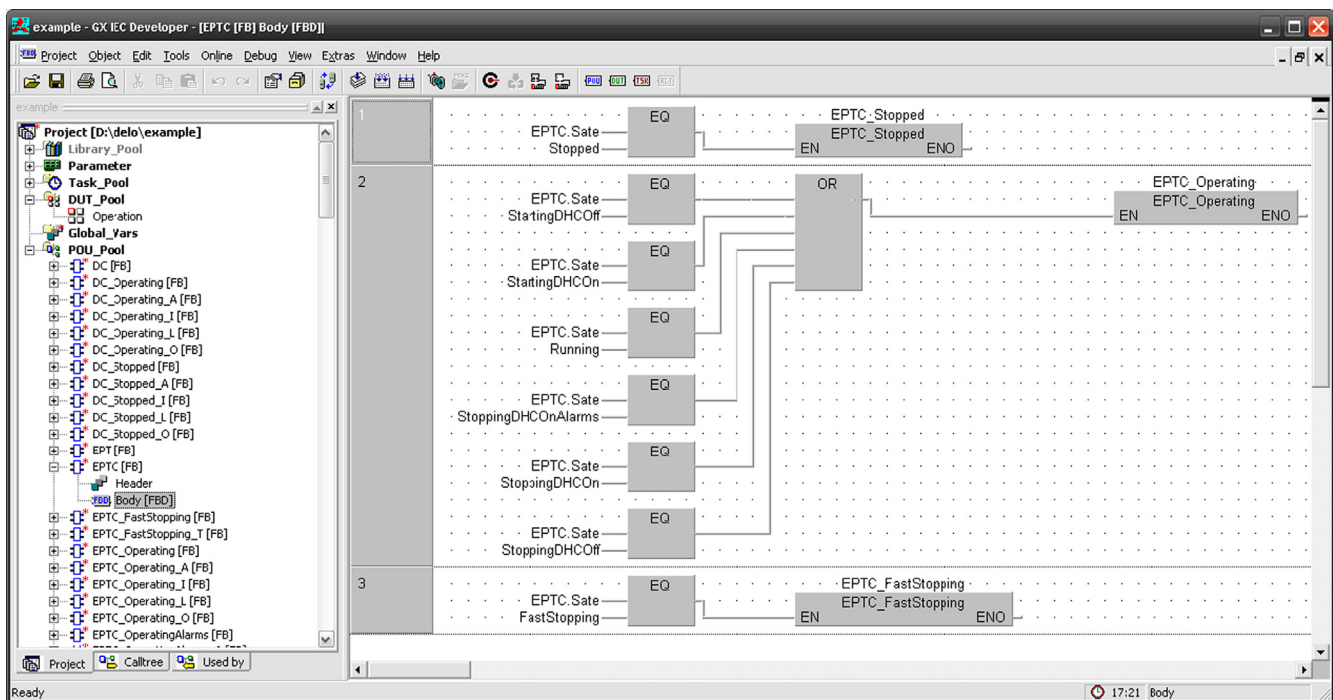 example - GX IEC Developer - [EPTC [FB] Body [FBD]]
Project Object Edit Tools Online Debug View Extras Window Help
POU DUT TSK
example
Project [D:\delo\example]
Library_Pool
Parameter
Task_Pool
DUT_Pool
Operation
Global_Vars
POU_Pool
DC [FB]
DC_Operating [FB]
DC_Operating_A [FB]
DC_Operating_I [FB]
DC_Operating_L [FB]
DC_Operating_O [FB]
DC_Stopped [FB]
DC_Stopped_A [FB]
DC_Stopped_I [FB]
DC_Stopped_L [FB]
DC_Stopped_O [FB]
EPT [FB]
EPTC [FB]
Header
FBD Body [FBD]
EPTC_FastStopping [FB]
EPTC_FastStopping_T [FB]
EPTC_Operating [FB]
EPTC_Operating_A [FB]
EPTC_Operating_I [FB]
EPTC_Operating_L [FB]
EPTC_Operating_O [FB]
EPTC_OperatingAlarms [FB]
Project Calltree Used by
1
EQ
EPTC.Sate
Stopped
EPTC_Stopped
EPTC_Stopped
EN ENO
2
EQ
EPTC.Sate
StartingDHCOff
OR
EPTC_Operating
EPTC_Operating
EN ENO
EQ
EPTC.Sate
StartingDHCOn
EQ
EPTC.Sate
Running
EQ
EPTC.Sate
StoppingDHCOnAlarms
EQ
EPTC.Sate
StoppingDHCOn
EQ
EPTC.Sate
StoppingDHCOff
3
EQ
EPTC.Sate
FastStopping
EPTC_FastStopping
EPTC_FastStopping
EN ENO
Ready
17:21 Body